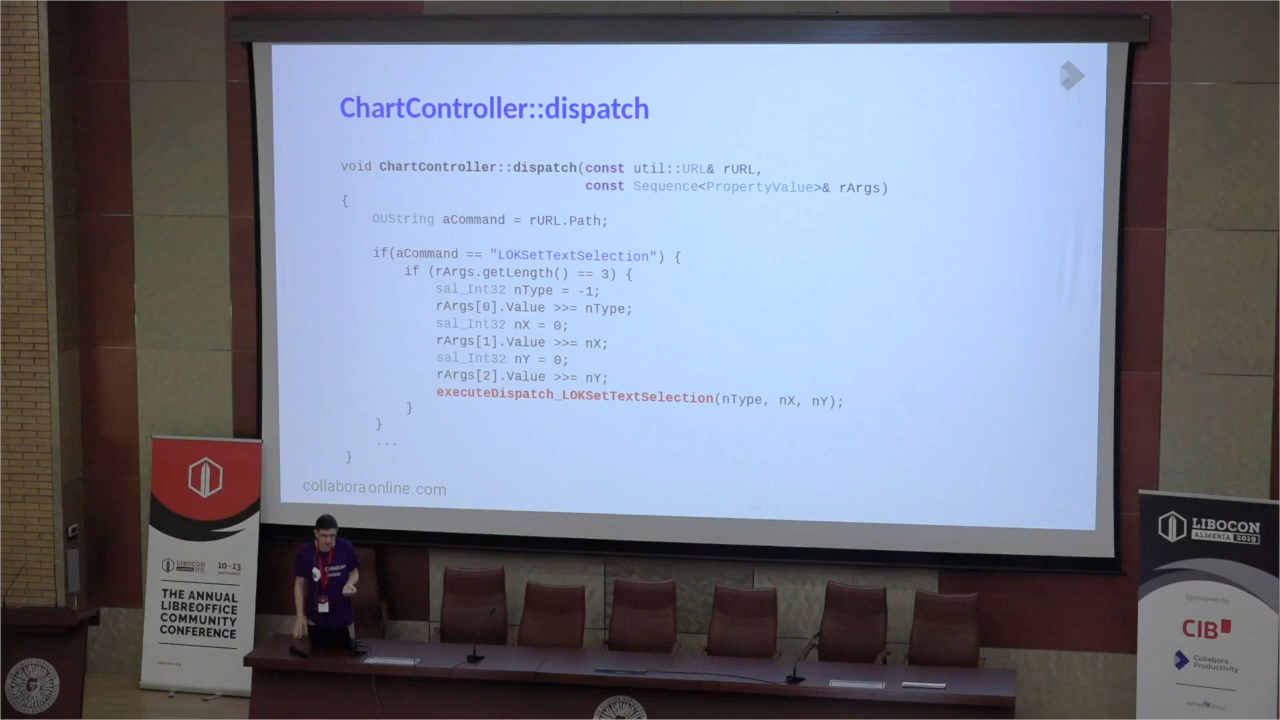 ChartController::dispatch
void ChartController::dispatch(const util::URL& rURL,
const Sequence<PropertyValue>& rArgs)
{
OUString aCommand = rURL.Path;
if(aCommand == "LOKSetTextSelection") {
if (rArgs.getLength() == 3) {
sal_Int32 nType = -1;
rArgs[0].Value >>= nType;
sal_Int32 nX = 0;
rArgs[1].Value >>= nX;
sal_Int32 nY = 0;
rArgs[2].Value >>= nY;
executeDispatch_LOKSetTextSelection(nType, nX, nY);
}
}
...
}
collaboraonline.com
LIBOCON
10-13
THE ANNUAL
LIBREOFFICE
COMMUNITY
CONFERENCE
LIBOCON
ALMERÍA 2019
Sponsored by
CIB
Collabora
Productivity